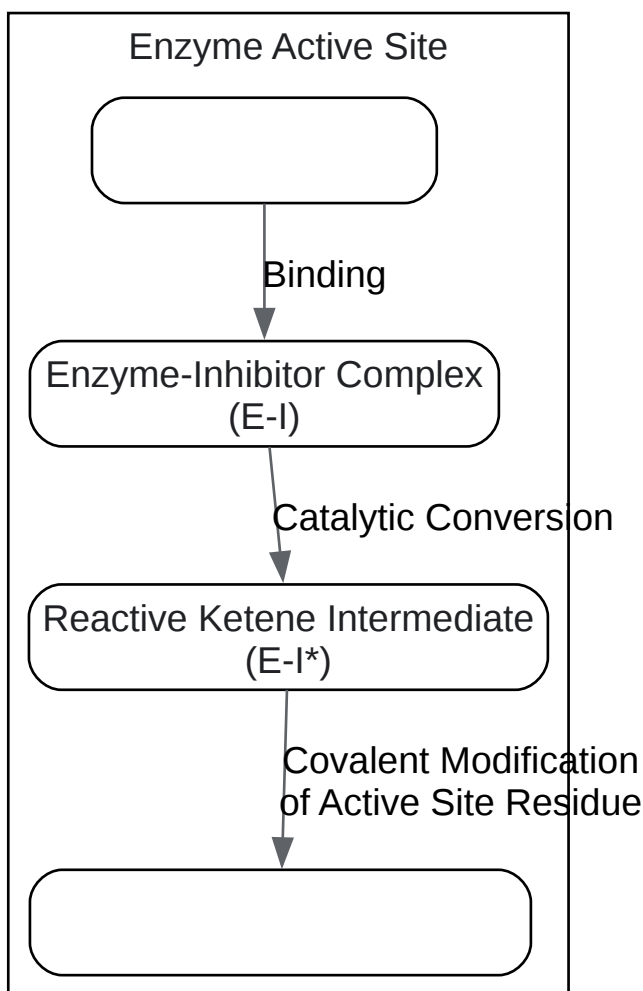 Enzyme Active Site
Binding
Enzyme-Inhibitor Complex
(E-I)
Catalytic Conversion
Reactive Ketene Intermediate
(E-I*)
Covalent Modification
of Active Site Residue